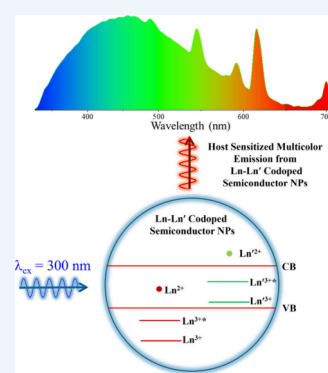 400 500 600 700
Wavelength (nm)
Host Sensitized Multicolor
Emission from
Ln-Ln′ Codoped
Semiconductor NPs
Ln-Ln′ Codoped
Semiconductor NPs
λex = 300 nm
Ln′2+
CB
Ln2+
Ln′3+*
Ln′3+
VB
Ln3+*
Ln3+